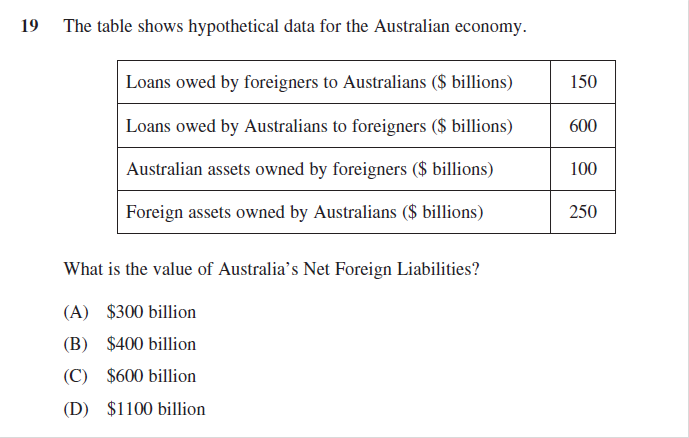 19 The table shows hypothetical data for the Australian economy.
Loans owed by foreigners to Australians ($ billions) 150
Loans owed by Australians to foreigners ($ billions) 600
Australian assets owned by foreigners ($ billions) 100
Foreign assets owned by Australians ($ billions) 250
What is the value of Australia’s Net Foreign Liabilities?
(A) $300 billion
(B) $400 billion
(C) $600 billion
(D) $1100 billion